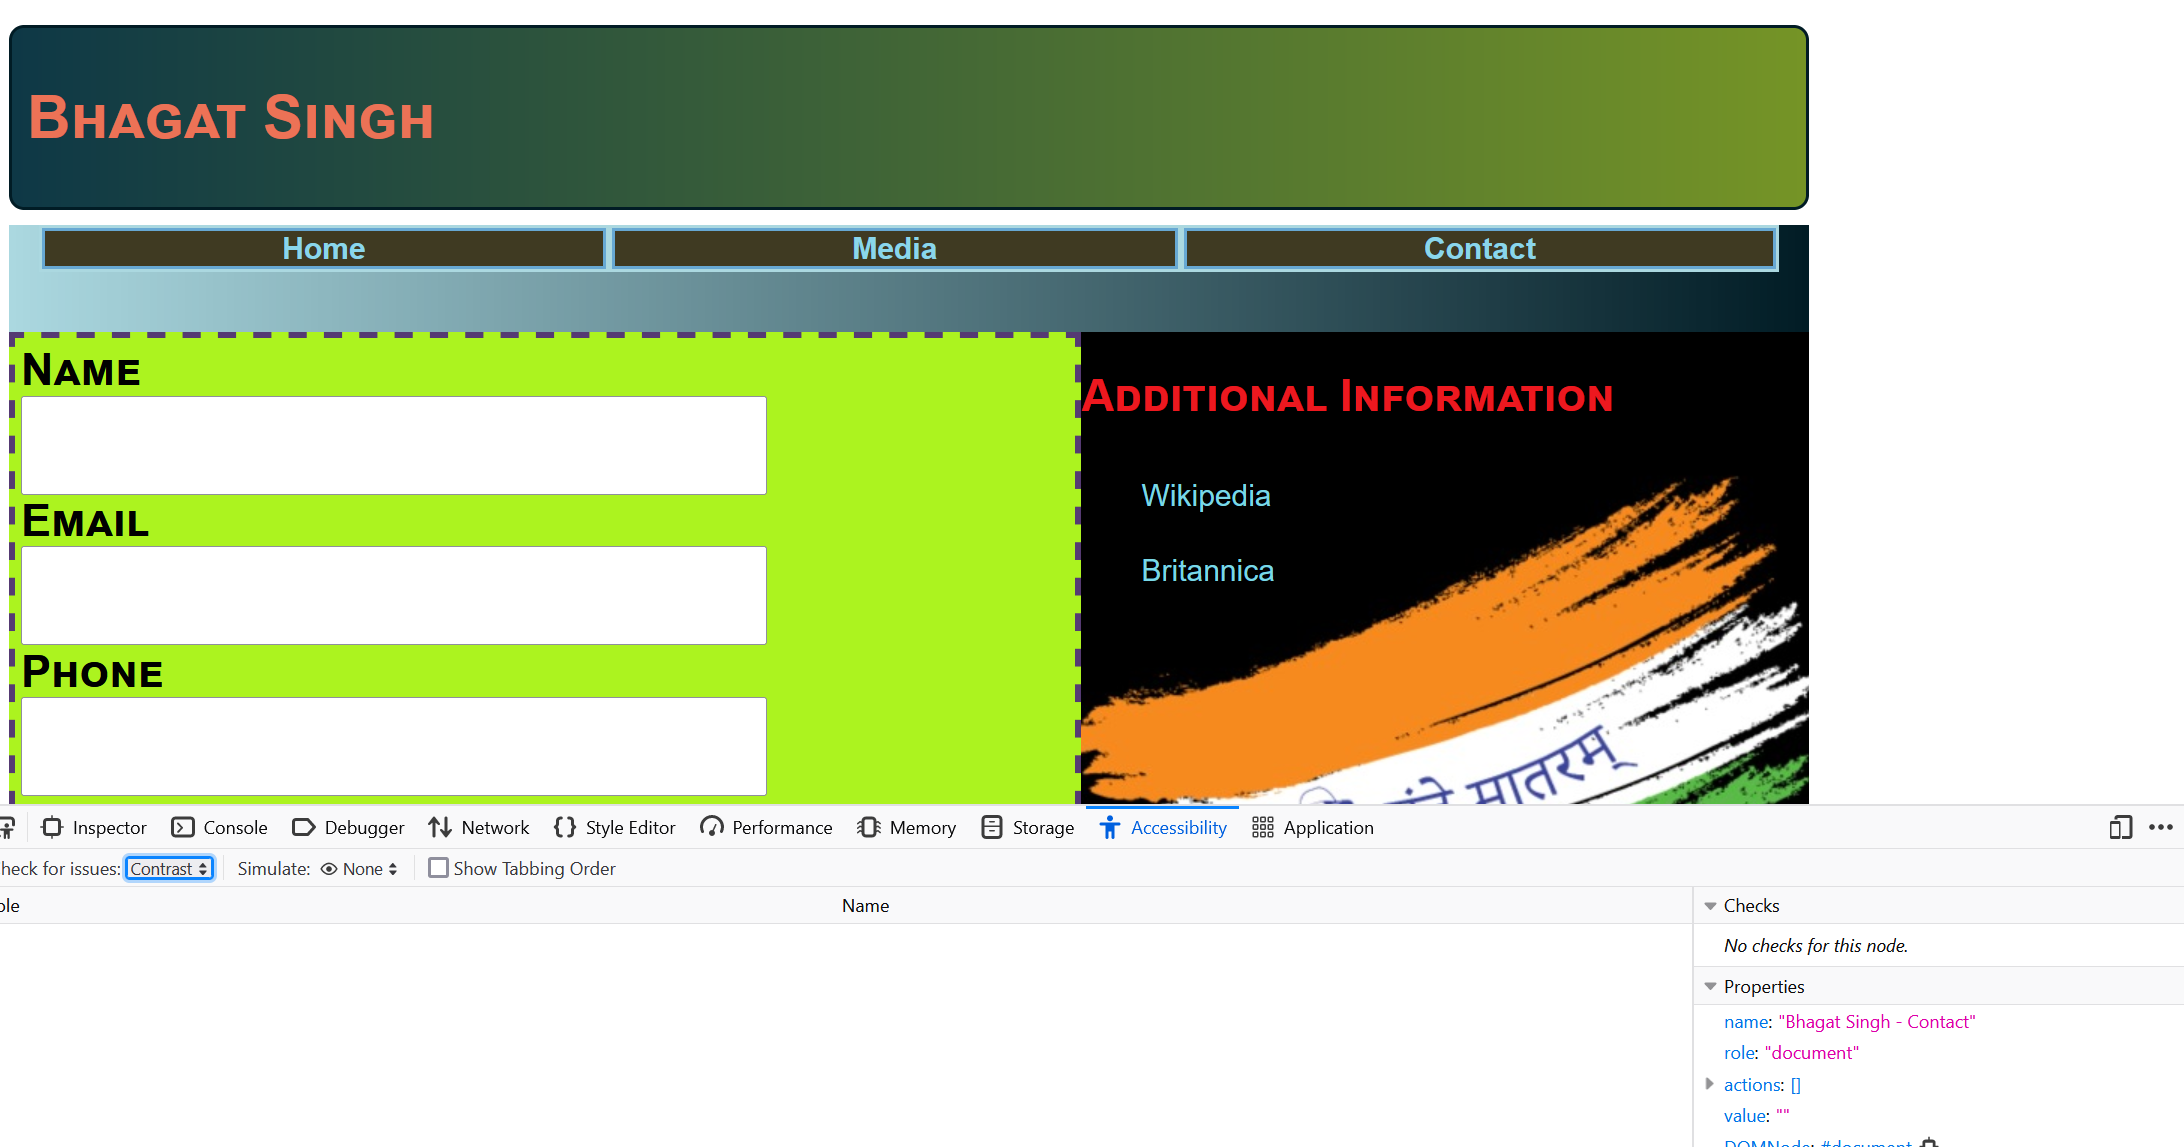 Bhagat Singh
Home Media Contact
Name
Email
Phone
Additional Information
Wikipedia
Britannica
मातरम्
Inspector Console Debugger Network Style Editor Performance Memory Storage Accessibility Application
heck for issues: Contrast Simulate: None Show Tabbing Order
ole Name
Checks
No checks for this node.
Properties
name: "Bhagat Singh - Contact"
role: "document"
actions: []
value: ""
DOMNode: #document